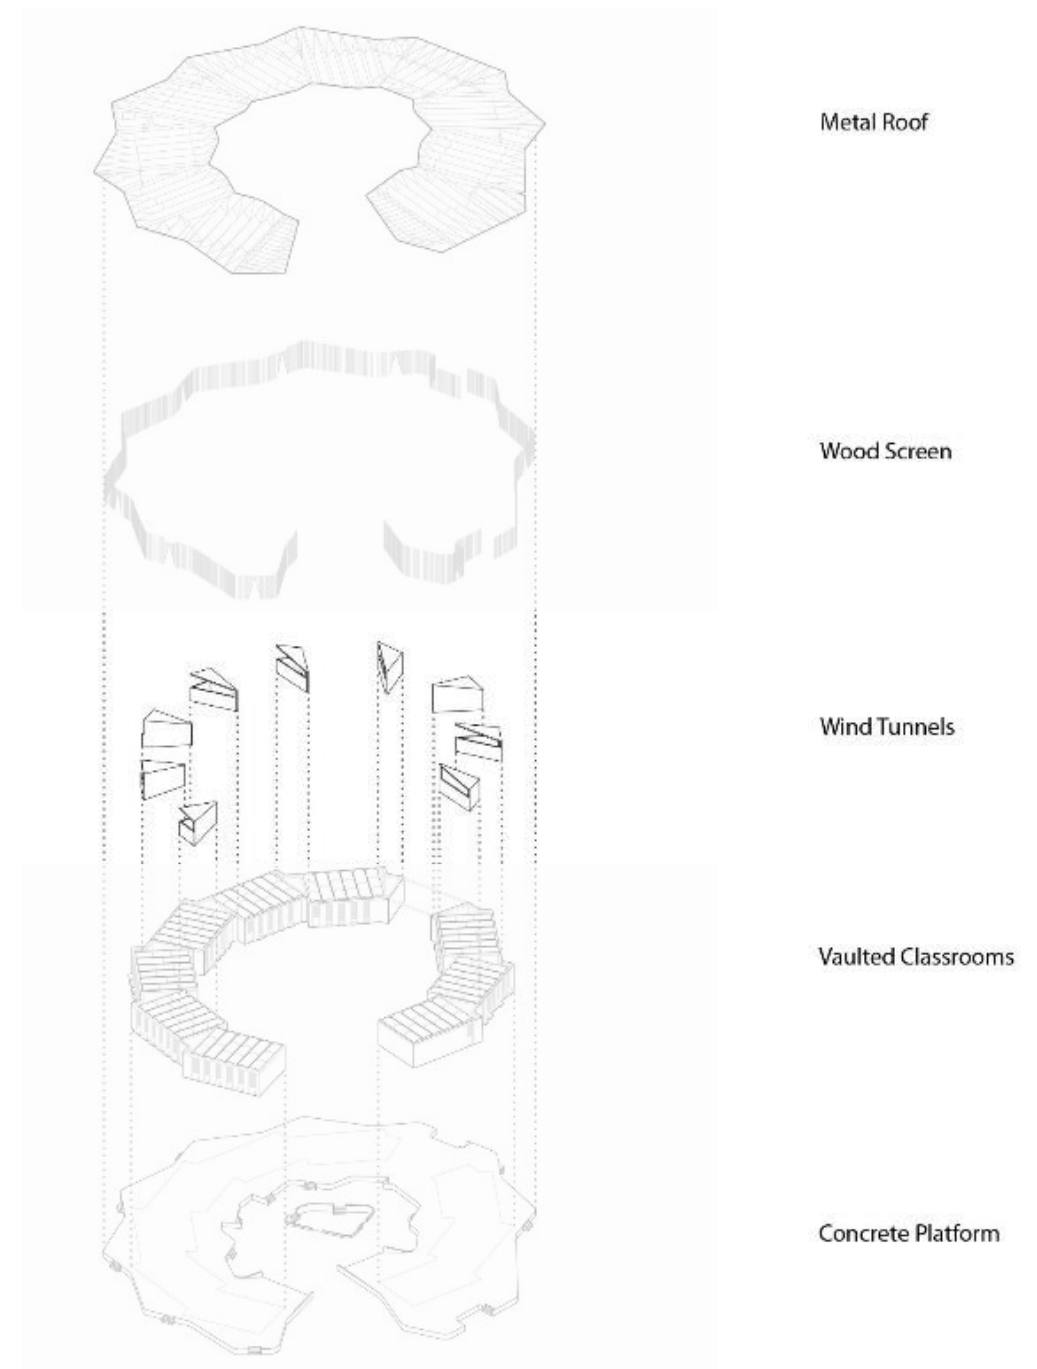 Metal Roof
Wood Screen
Wind Tunnels
Vaulted Classrooms
Concrete Platform